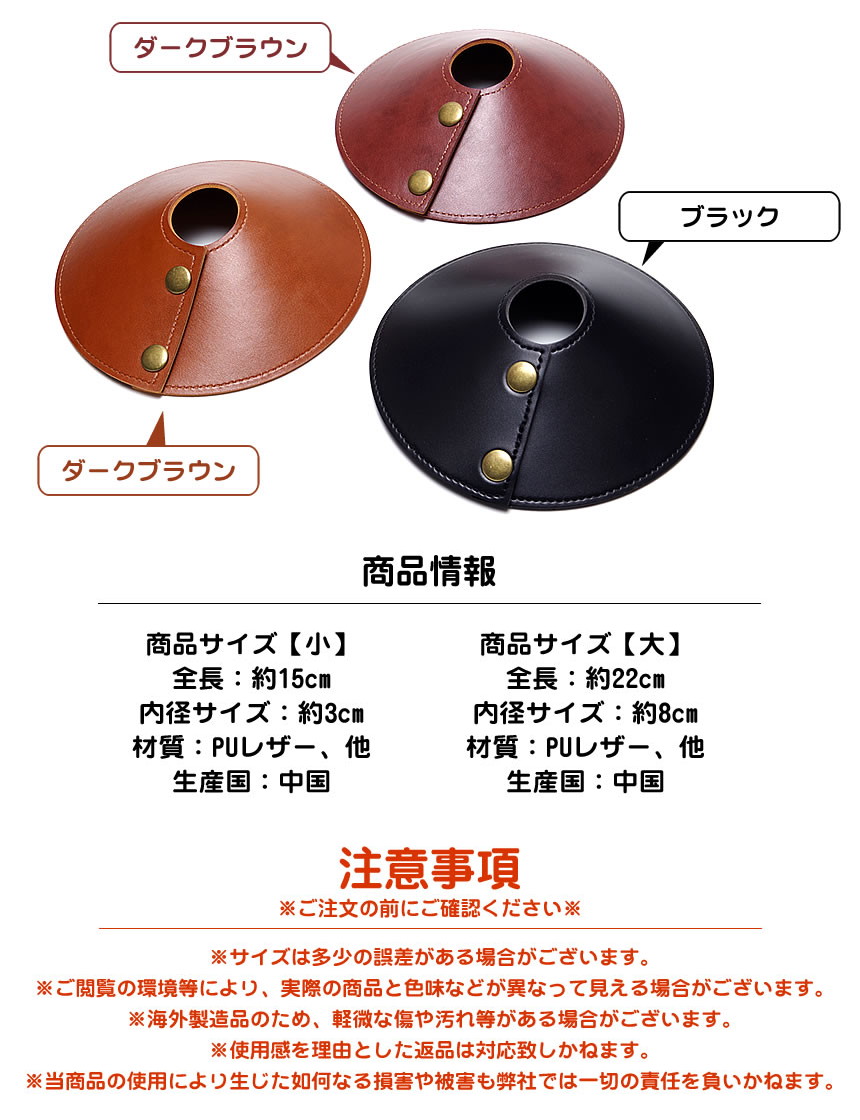 ダークブラウン
ブラック
ダークブラウン
商品情報
商品サイズ【小】
全長：約15cm
内径サイズ：約3cm
材質：PUレザー、他
生産国：中国
商品サイズ【大】
全長：約22cm
内径サイズ：約8cm
材質：PUレザー、他
生産国：中国
注意事項
※ご注文の前にご確認ください※
※サイズは多少の誤差がある場合がございます。
※ご閲覧の環境等により、実際の商品と色味などが異なって見える場合がございます。
※海外製造品のため、軽微な傷や汚れ等がある場合がございます。
※使用感を理由とした返品は対応致しかねます。
※当商品の使用により生じた如何なる損害や被害も弊社では一切の責任を負いかねます。